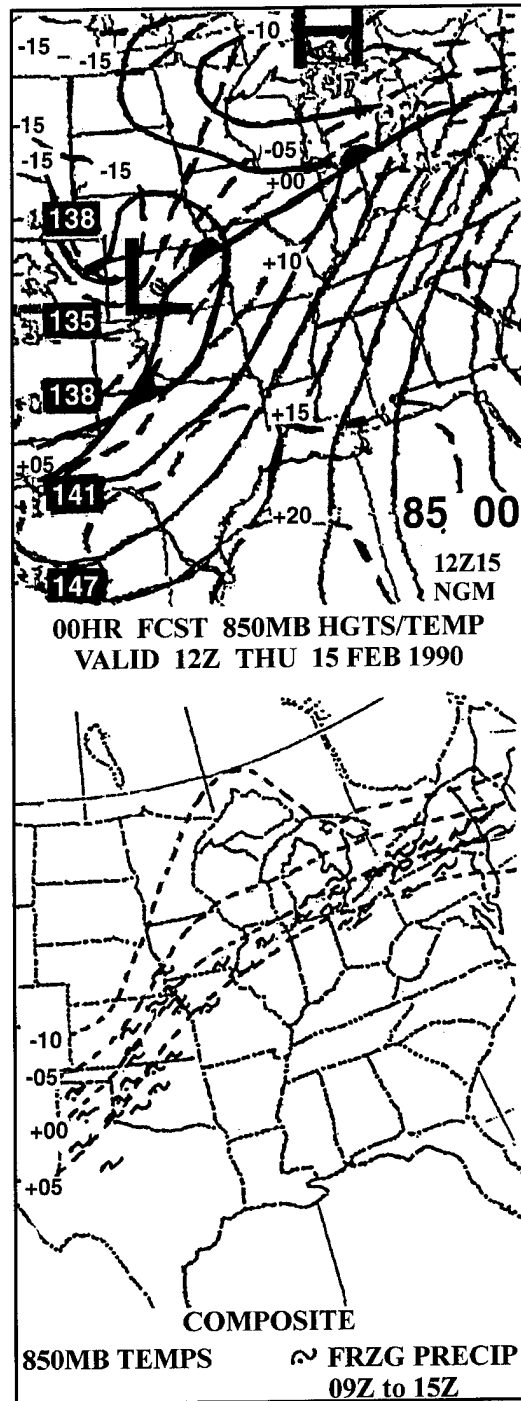 -10
H
-15
-15
-15
-15
-15
-05
+00
138
L
+10
135
138
+15
+05
141
+20
85 00
147
12Z15
NGM
00HR FCST 850MB HGTS/TEMP
VALID 12Z THU 15 FEB 1990
-10
-05
+00
+05
COMPOSITE
850MB TEMPS
FRZG PRECIP
09Z to 15Z